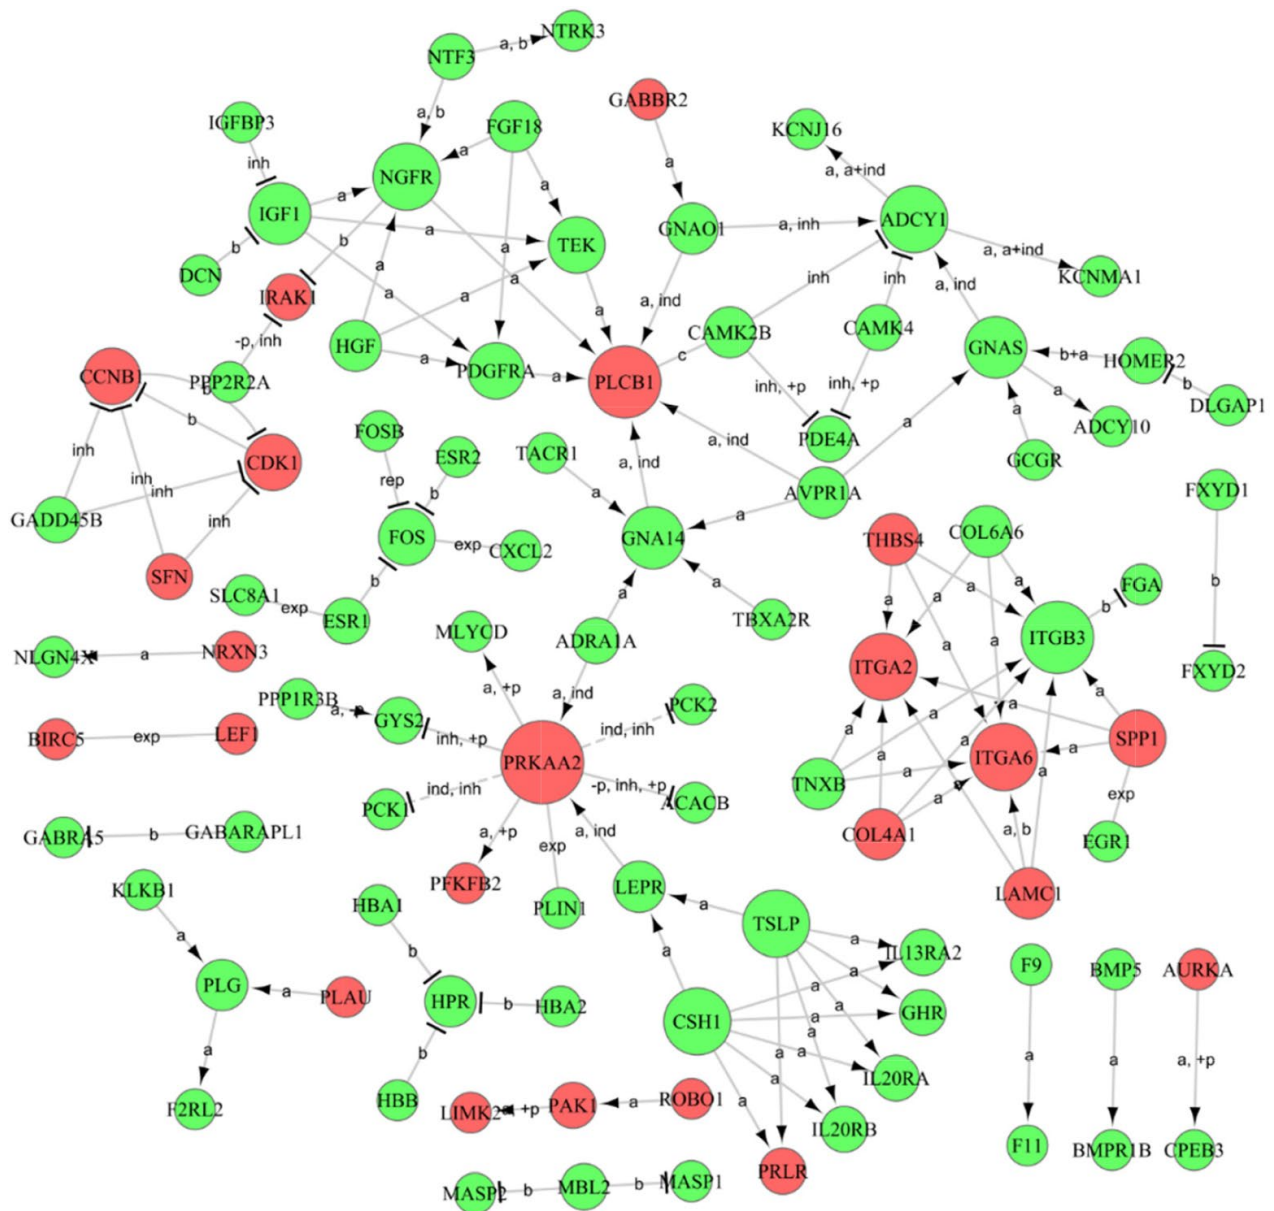 NTF3
a, b
NTRK3
a, b
GABBR2
IGFBP3
FGF18
KCNJ16
inh
a
a
a, a+ind
NGFR
a
IGF1
a
GNAO1
a, inh
ADCY1
b
b
a
TEK
a
a, a+ind
DCN
a
a
inh
inh
a, ind
KCNMA1
IRAK1
a
a
a
a, ind
-p, inh
HGF
CAMK2B
CAMK4
GNAS
b+a
HOMER2
CCNB1
PPP2R2A
a
PDGFRA
a
PLCB1
c
inh, +p
inh, +p
a
b
DLGAP1
b
b
FOSB
PDE4A
a
a
ADCY10
inh
CDK1
ESR2
TACR1
a, ind
GCGR
rep
a, ind
inh
inh
b
a
AVPR1A
FXYD1
GADD45B
inh
FOS
exp
CXCL2
GNA14
a
THBS4
COL6A6
SFN
b
a
a
FGA
SLC8A1
exp
ESR1
a
a
TBXA2R
a
a
a
b
MLYCD
ADRA1A
ITGB3
b
NLGN4X
a
NRXN3
a
a
ITGA2
FXYD2
PPP1R3B
a, -p
GYS2
a, +p
a, ind
PCK2
a
a
a
BIRC5
exp
LEF1
inh, +p
ind, inh
a
a
ITGA6
a
SPP1
PRKAA2
TNXB
a
a
PCK1
ind, inh
-p, inh, +p
ACACB
a
a
exp
GABRA5
b
GABARAPL1
a, +p
a, ind
COL4A1
a, b
EGR1
exp
KLKB1
PFKFB2
PLIN1
LEPR
LAMC1
HBA1
a
TSLP
a
b
a
a
IL13RA2
F9
BMP5
AURKA
PLG
a
PLAU
HPR
b
HBA2
CSH1
a
a
a
a
GHR
a
b
a
a
a
IL20RA
a
a
a, +p
a
F2RL2
HBB
LIMK2
a, +p
PAK1
a
ROBO1
a
IL20RB
F11
BMPR1B
CPEB3
PRLR
MASP2
b
MBL2
b
MASP1